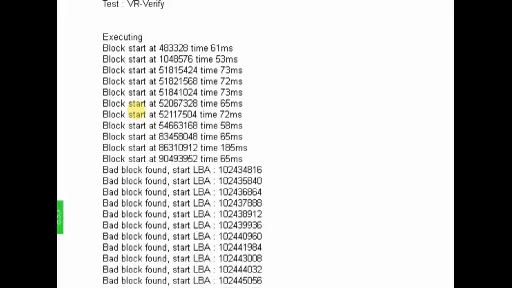 Test : VR-Verify
Executing
Block start at 483328 time 61ms
Block start at 1048576 time 53ms
Block start at 51815424 time 73ms
Block start at 51821568 time 72ms
Block start at 51841024 time 73ms
Block start at 52067328 time 65ms
Block start at 52117504 time 72ms
Block start at 54663168 time 58ms
Block start at 83458048 time 65ms
Block start at 86310912 time 185ms
Block start at 90493952 time 65ms
Bad block found, start LBA : 102434816
Bad block found, start LBA : 102435840
Bad block found, start LBA : 102436864
Bad block found, start LBA : 102437888
Bad block found, start LBA : 102438912
Bad block found, start LBA : 102439936
Bad block found, start LBA : 102440960
Bad block found, start LBA : 102441984
Bad block found, start LBA : 102443008
Bad block found, start LBA : 102444032
Bad block found, start LBA : 102445056